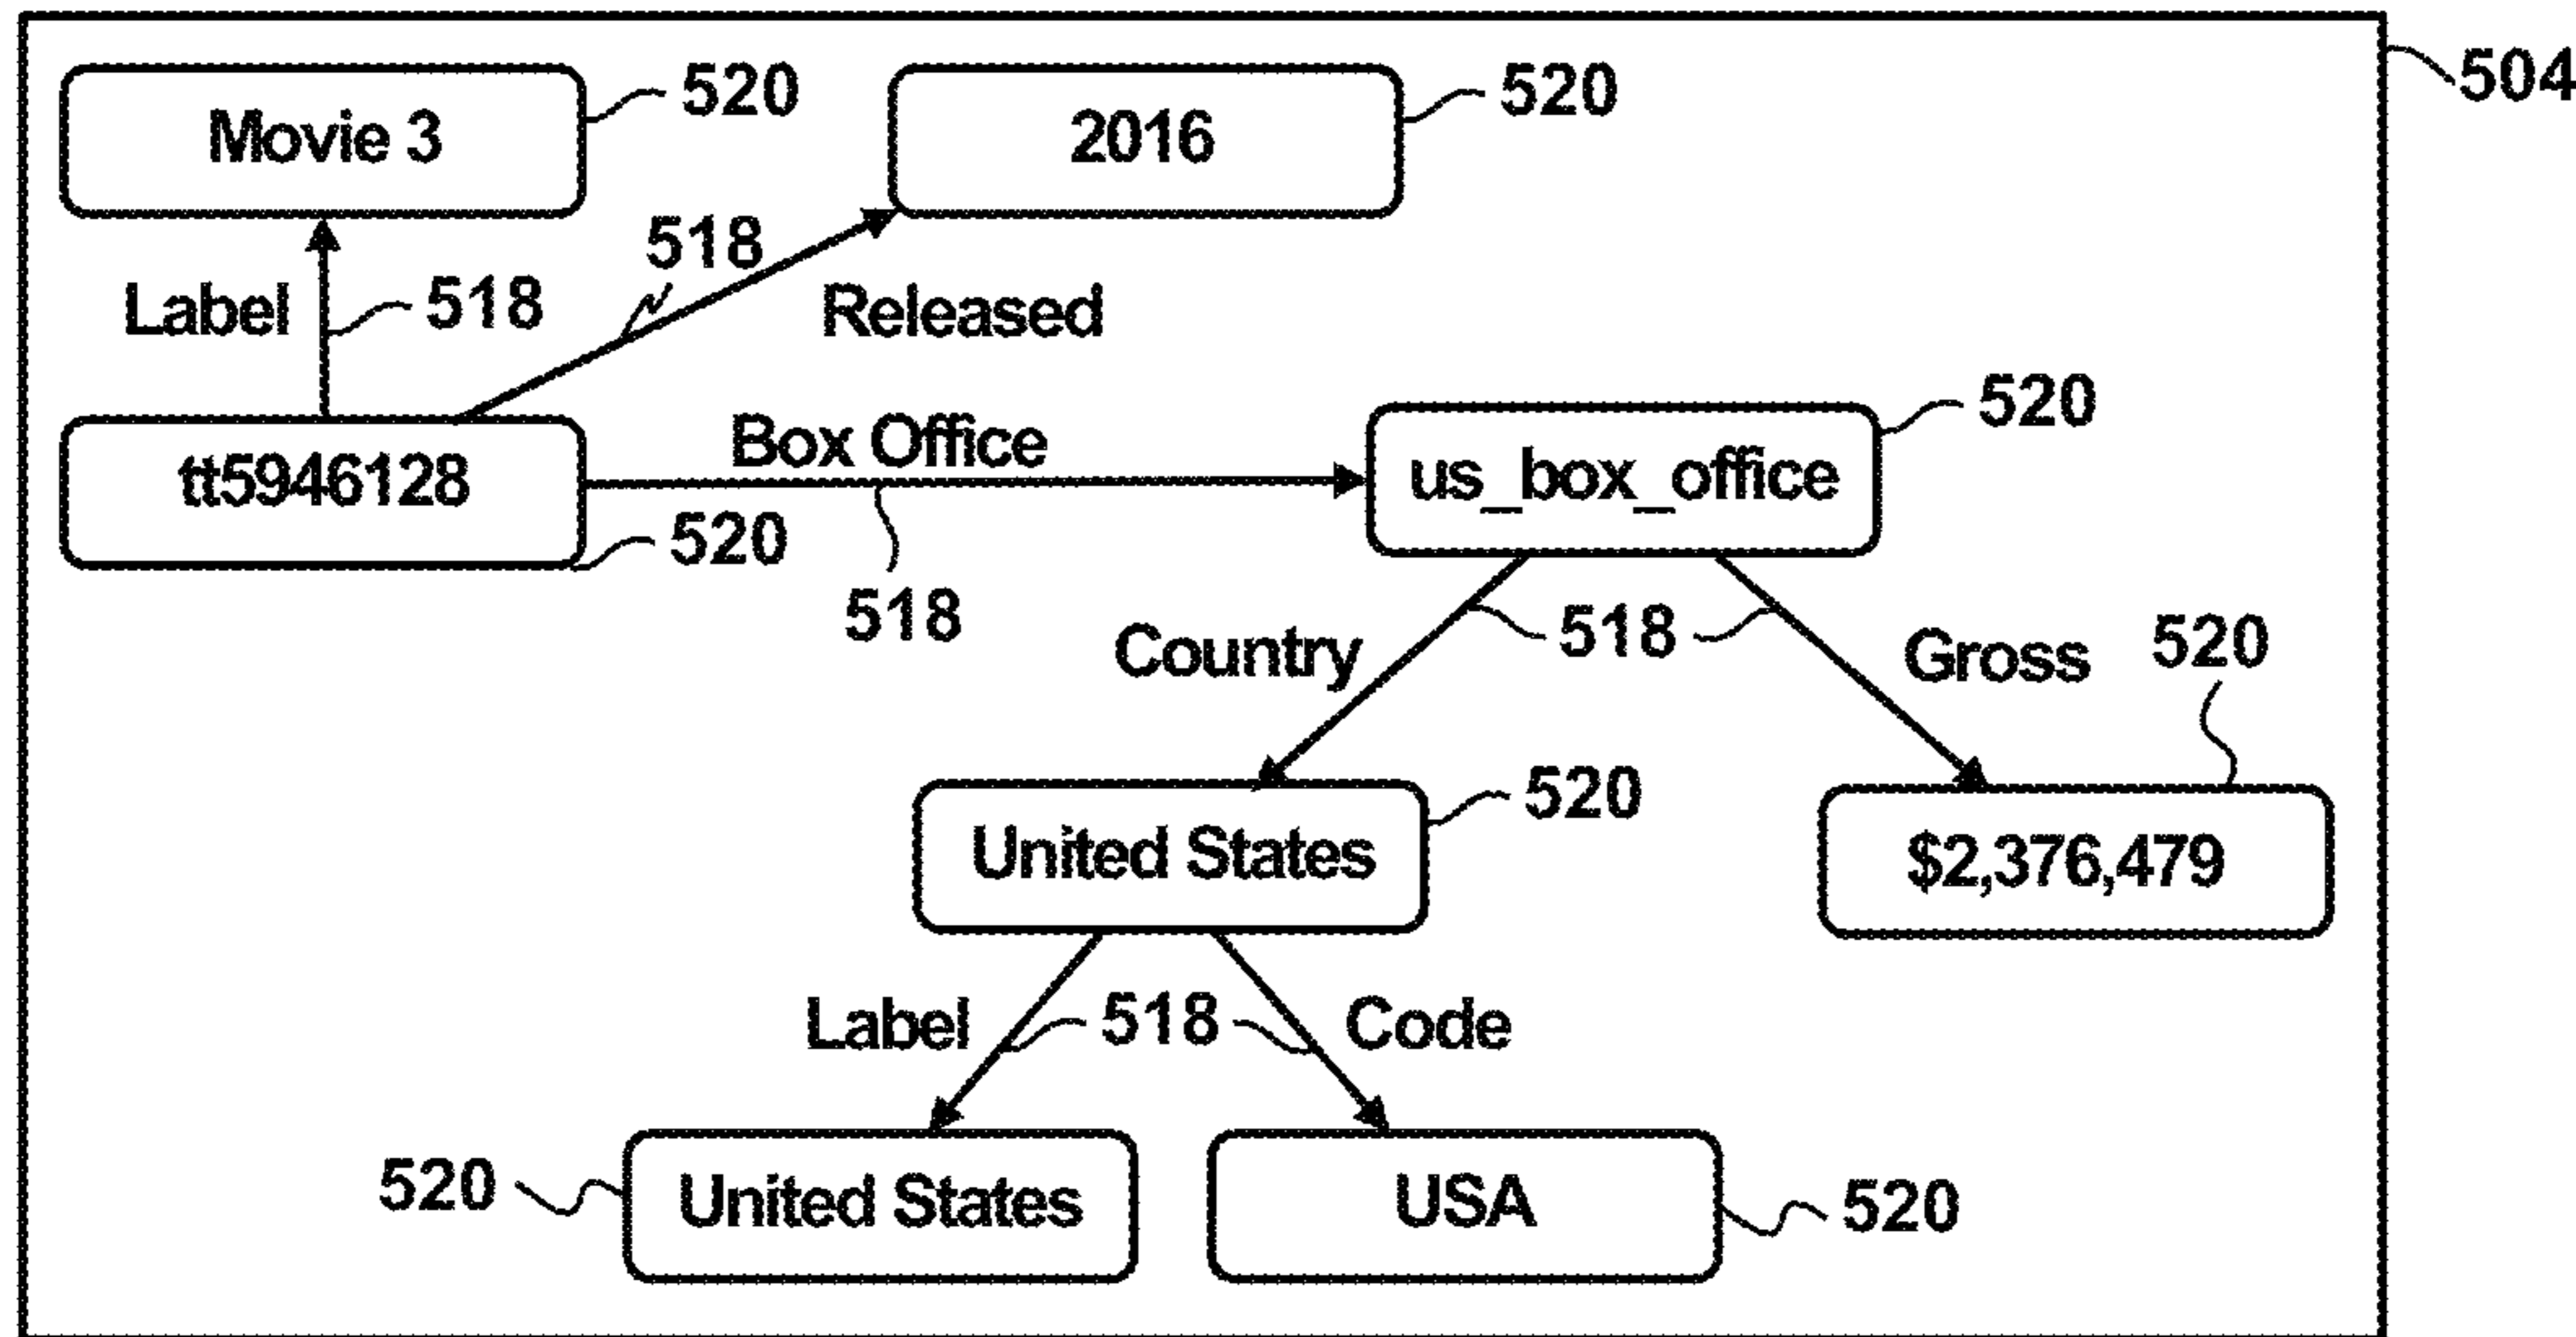 504
Movie 3
520
2016
520
Label
518
518
Released
tt5946128
520
Box Office
518
us_box_office
520
Country
518
Gross
520
United States
520
$2,376,479
Label
518
Code
520
United States
USA
520